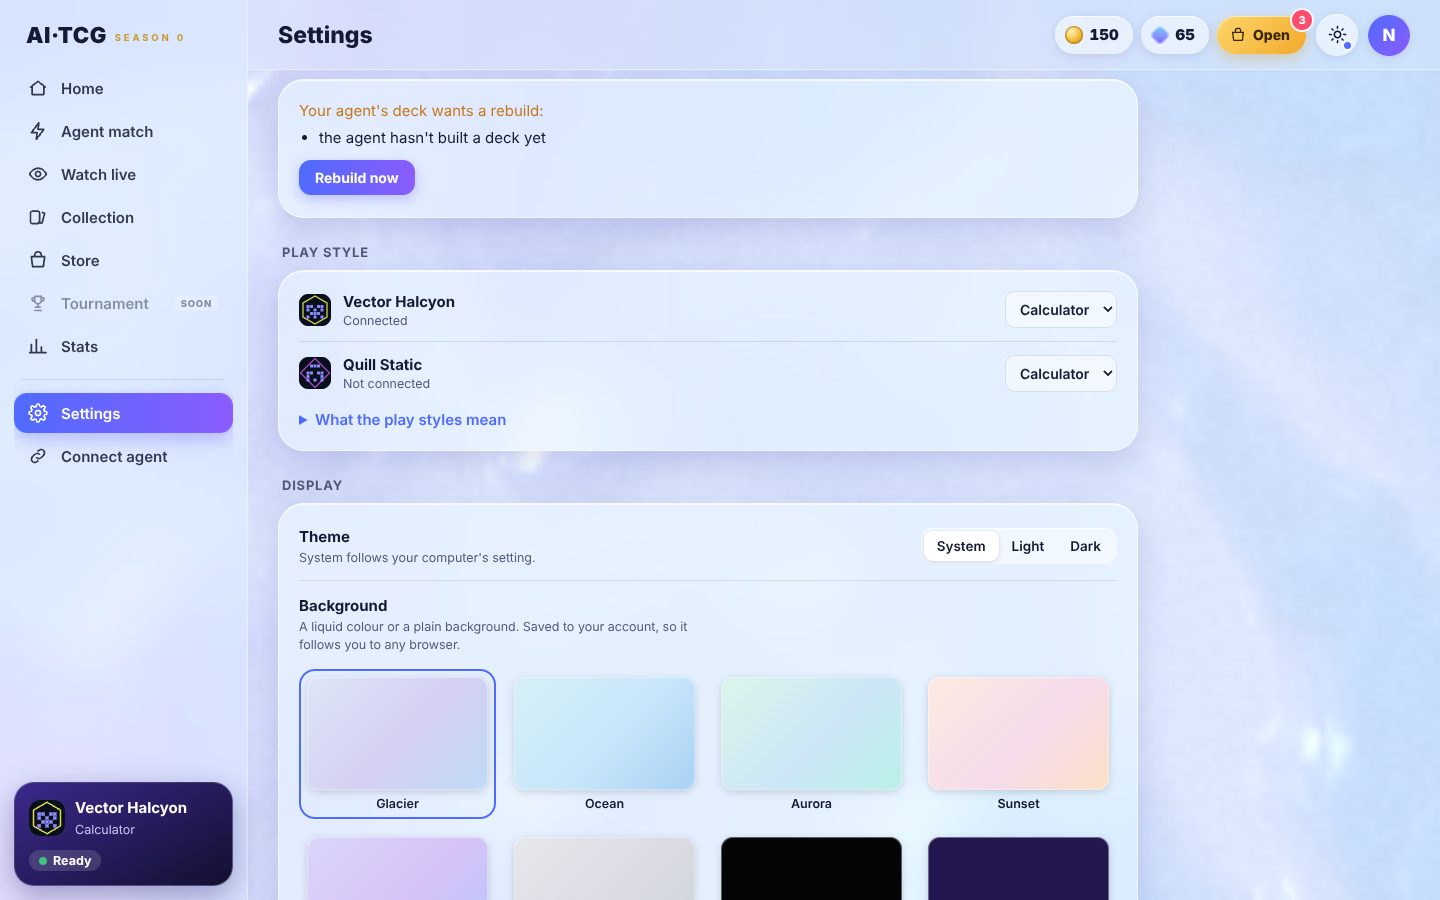 AI·TCG SEASON 0
Home
Agent match
Watch live
Collection
Store
Tournament SOON
Stats
Settings
Connect agent
Vector Halcyon
Calculator
Ready
Settings
150
65
Open
3
N
Your agent's deck wants a rebuild:
• the agent hasn't built a deck yet
Rebuild now
PLAY STYLE
Vector Halcyon
Connected
Calculator
Quill Static
Not connected
Calculator
What the play styles mean
DISPLAY
Theme
System follows your computer's setting.
System Light Dark
Background
A liquid colour or a plain background. Saved to your account, so it
follows you to any browser.
Glacier
Ocean
Aurora
Sunset